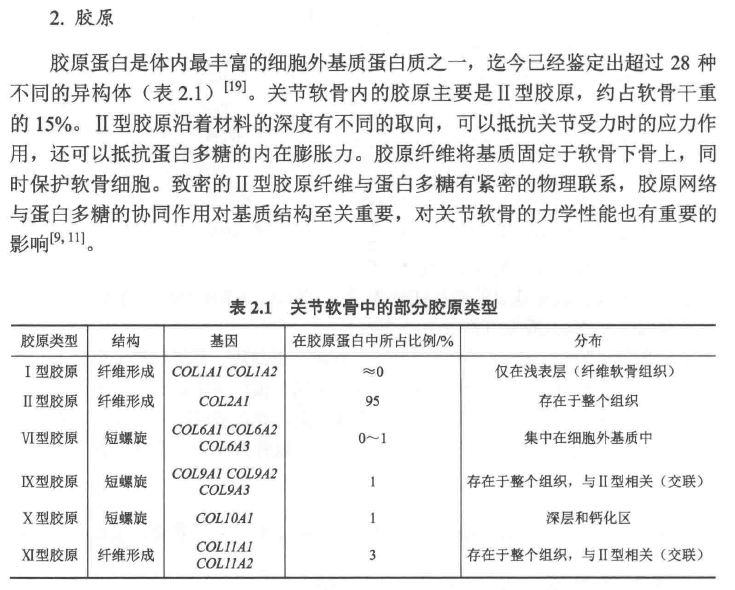 2. 胶原
胶原蛋白是体内最丰富的细胞外基质蛋白质之一，迄今已经鉴定出超过 28 种
不同的异构体（表 2.1）[19]。关节软骨内的胶原主要是Ⅱ型胶原，约占软骨干重
的 15%。Ⅱ型胶原沿着材料的深度有不同的取向，可以抵抗关节受力时的应力作
用，还可以抵抗蛋白多糖的内在膨胀力。胶原纤维将基质固定于软骨下骨上，同
时保护软骨细胞。致密的Ⅱ型胶原纤维与蛋白多糖有紧密的物理联系，胶原网络
与蛋白多糖的协同作用对基质结构至关重要，对关节软骨的力学性能也有重要的
影响[9, 11]。
表 2.1 关节软骨中的部分胶原类型
胶原类型 结构 基因 在胶原蛋白中所占比例/% 分布
Ⅰ型胶原 纤维形成 COL1A1 COL1A2 ≈0 仅在浅表层（纤维软骨组织）
Ⅱ型胶原 纤维形成 COL2A1 95 存在于整个组织
Ⅵ型胶原 短螺旋 COL6A1 COL6A2 0～1 集中在细胞外基质中
COL6A3
Ⅸ型胶原 短螺旋 COL9A1 COL9A2 1 存在于整个组织，与Ⅱ型相关（交联）
COL9A3
Ⅹ型胶原 短螺旋 COL10A1 1 深层和钙化区
Ⅺ型胶原 纤维形成 COL11A1 3 存在于整个组织，与Ⅱ型相关（交联）
COL11A2